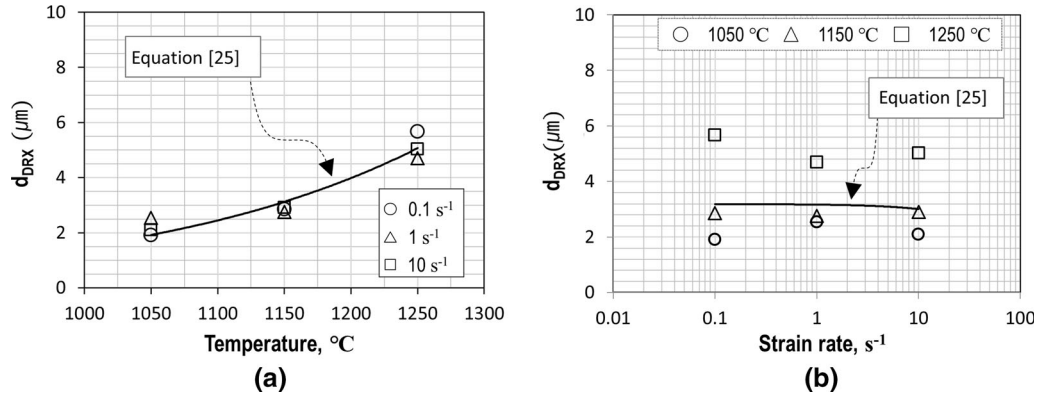 (a)
10
8
6
4
2
0
d_DRX (μm)
Equation [25]
0.1 s⁻¹
1 s⁻¹
10 s⁻¹
1000 1050 1100 1150 1200 1250 1300
Temperature, °C
(a)
(b)
10
8
6
4
2
0
d_DRX (μm)
1050 °C 1150 °C 1250 °C
Equation [25]
0.01 0.1 1 10 100
Strain rate, s⁻¹
(b)